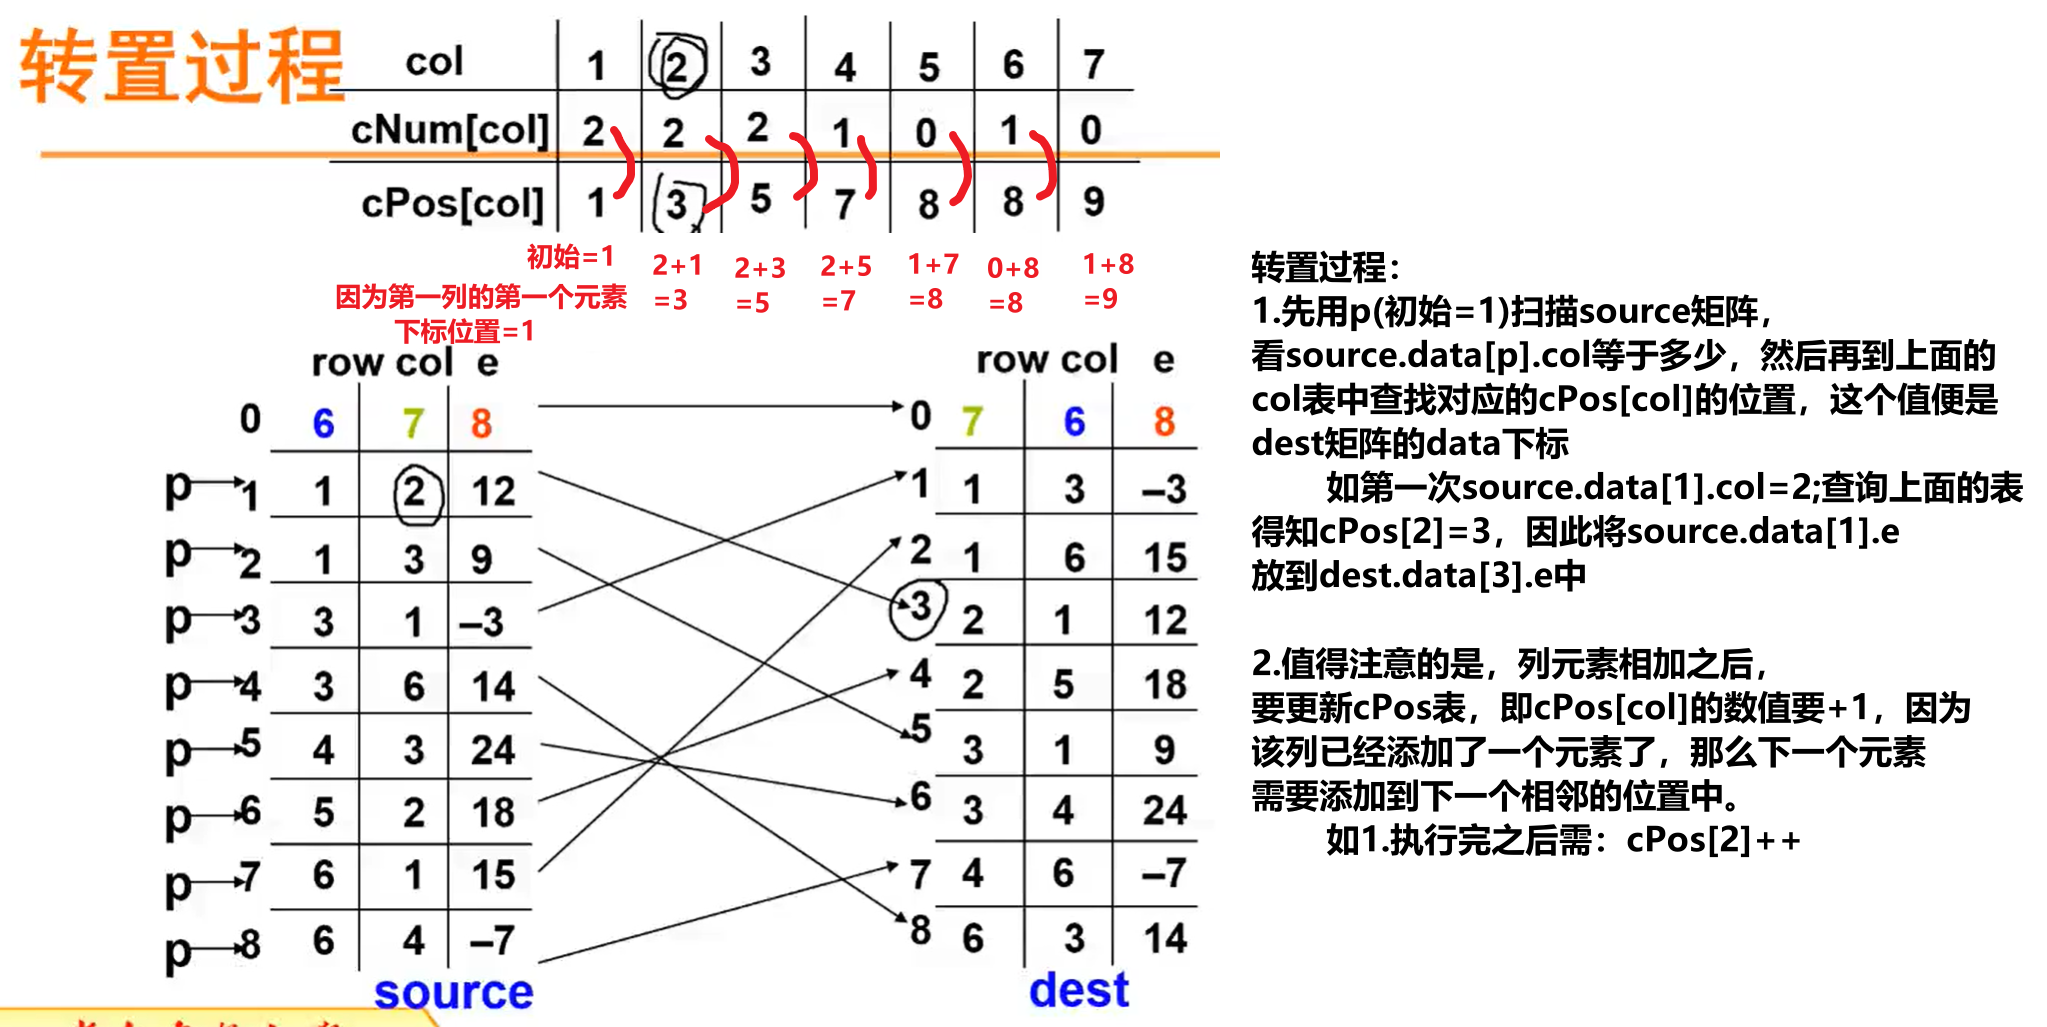 转置过程
col 1 2 3 4 5 6 7
cNum[col] 2 2 2 1 0 1 0
cPos[col] 1 3 5 7 8 8 9
初始=1 2+1 2+3 2+5 1+7 0+8 1+8
因为第一列的第一个元素 =3 =5 =7 =8 =8 =9
下标位置=1
row col e
0 6 7 8
p 1 1 2 12
p 2 1 3 9
p 3 3 1 –3
p 4 3 6 14
p 5 4 3 24
p 6 5 2 18
p 7 6 1 15
p 8 6 4 –7
source
row col e
0 7 6 8
1 1 3 –3
2 1 6 15
3 2 1 12
4 2 5 18
5 3 1 9
6 3 4 24
7 4 6 –7
8 6 3 14
dest
转置过程：
1.先用p(初始=1)扫描source矩阵，
看source.data[p].col等于多少，然后再到上面的
col表中查找对应的cPos[col]的位置，这个值便是
dest矩阵的data下标
如第一次source.data[1].col=2;查询上面的表
得知cPos[2]=3，因此将source.data[1].e
放到dest.data[3].e中
2.值得注意的是，列元素相加之后，
要更新cPos表，即cPos[col]的数值要+1，因为
该列已经添加了一个元素了，那么下一个元素
需要添加到下一个相邻的位置中。
如1.执行完之后需：cPos[2]++